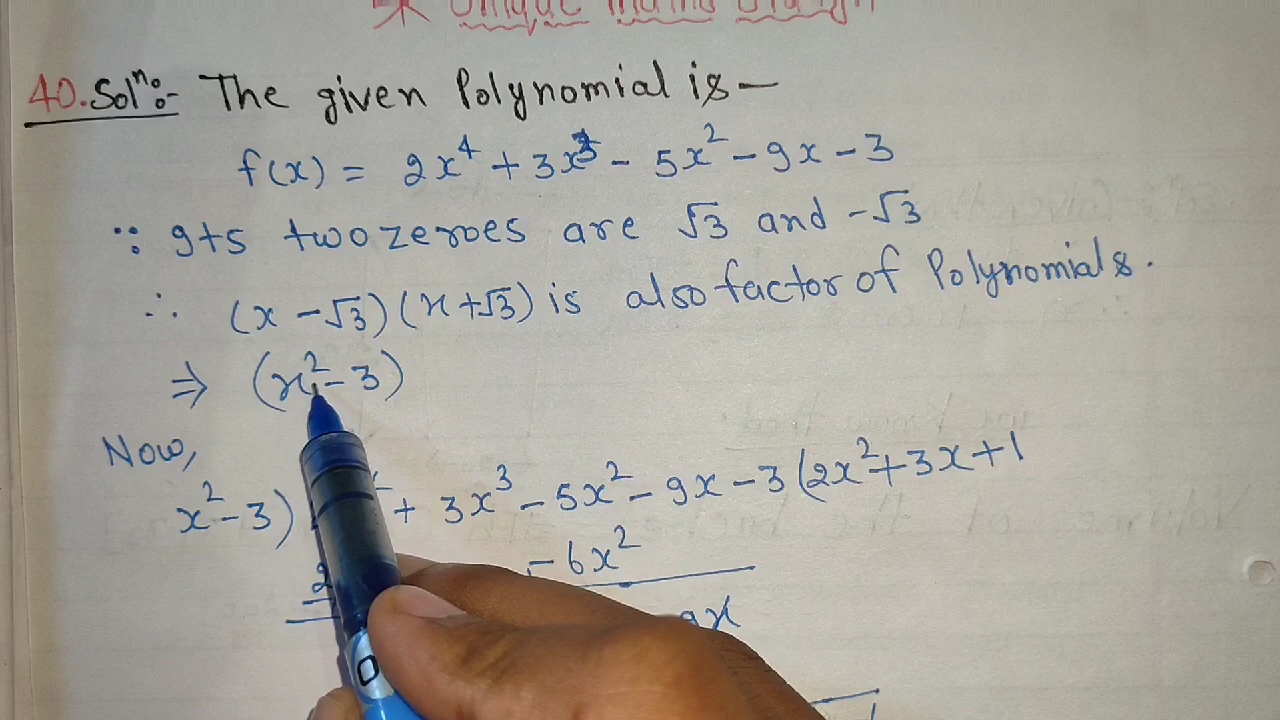 40. Solⁿ:- The given Polynomial is —
f(x) = 2x⁴ + 3x³ - 5x² - 9x - 3
∵ Its two zeroes are √3 and -√3
∴ (x - √3)(x + √3) is also factor of Polynomials.
⇒ (x² - 3)
Now,
x² - 3) + 3x³ - 5x² - 9x - 3 (2x² + 3x + 1
2 - 6x²
9x